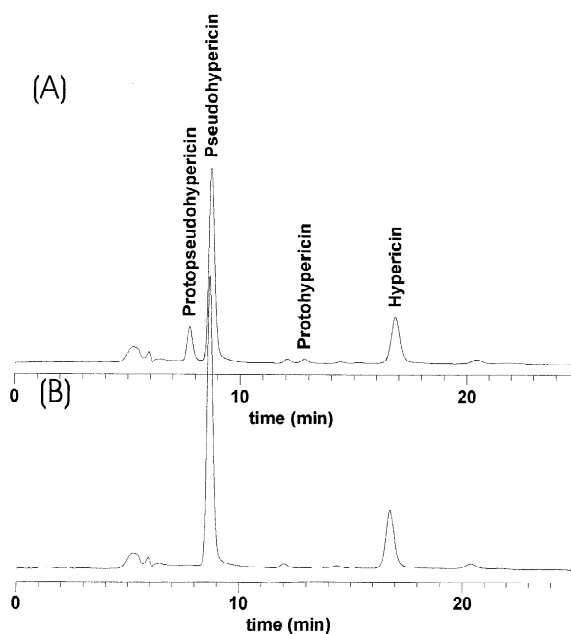 (A)
Protopseudohypericin
Pseudohypericin
Protohypericin
Hypericin
0 10 20
time (min)
(B)
0 10 20
time (min)